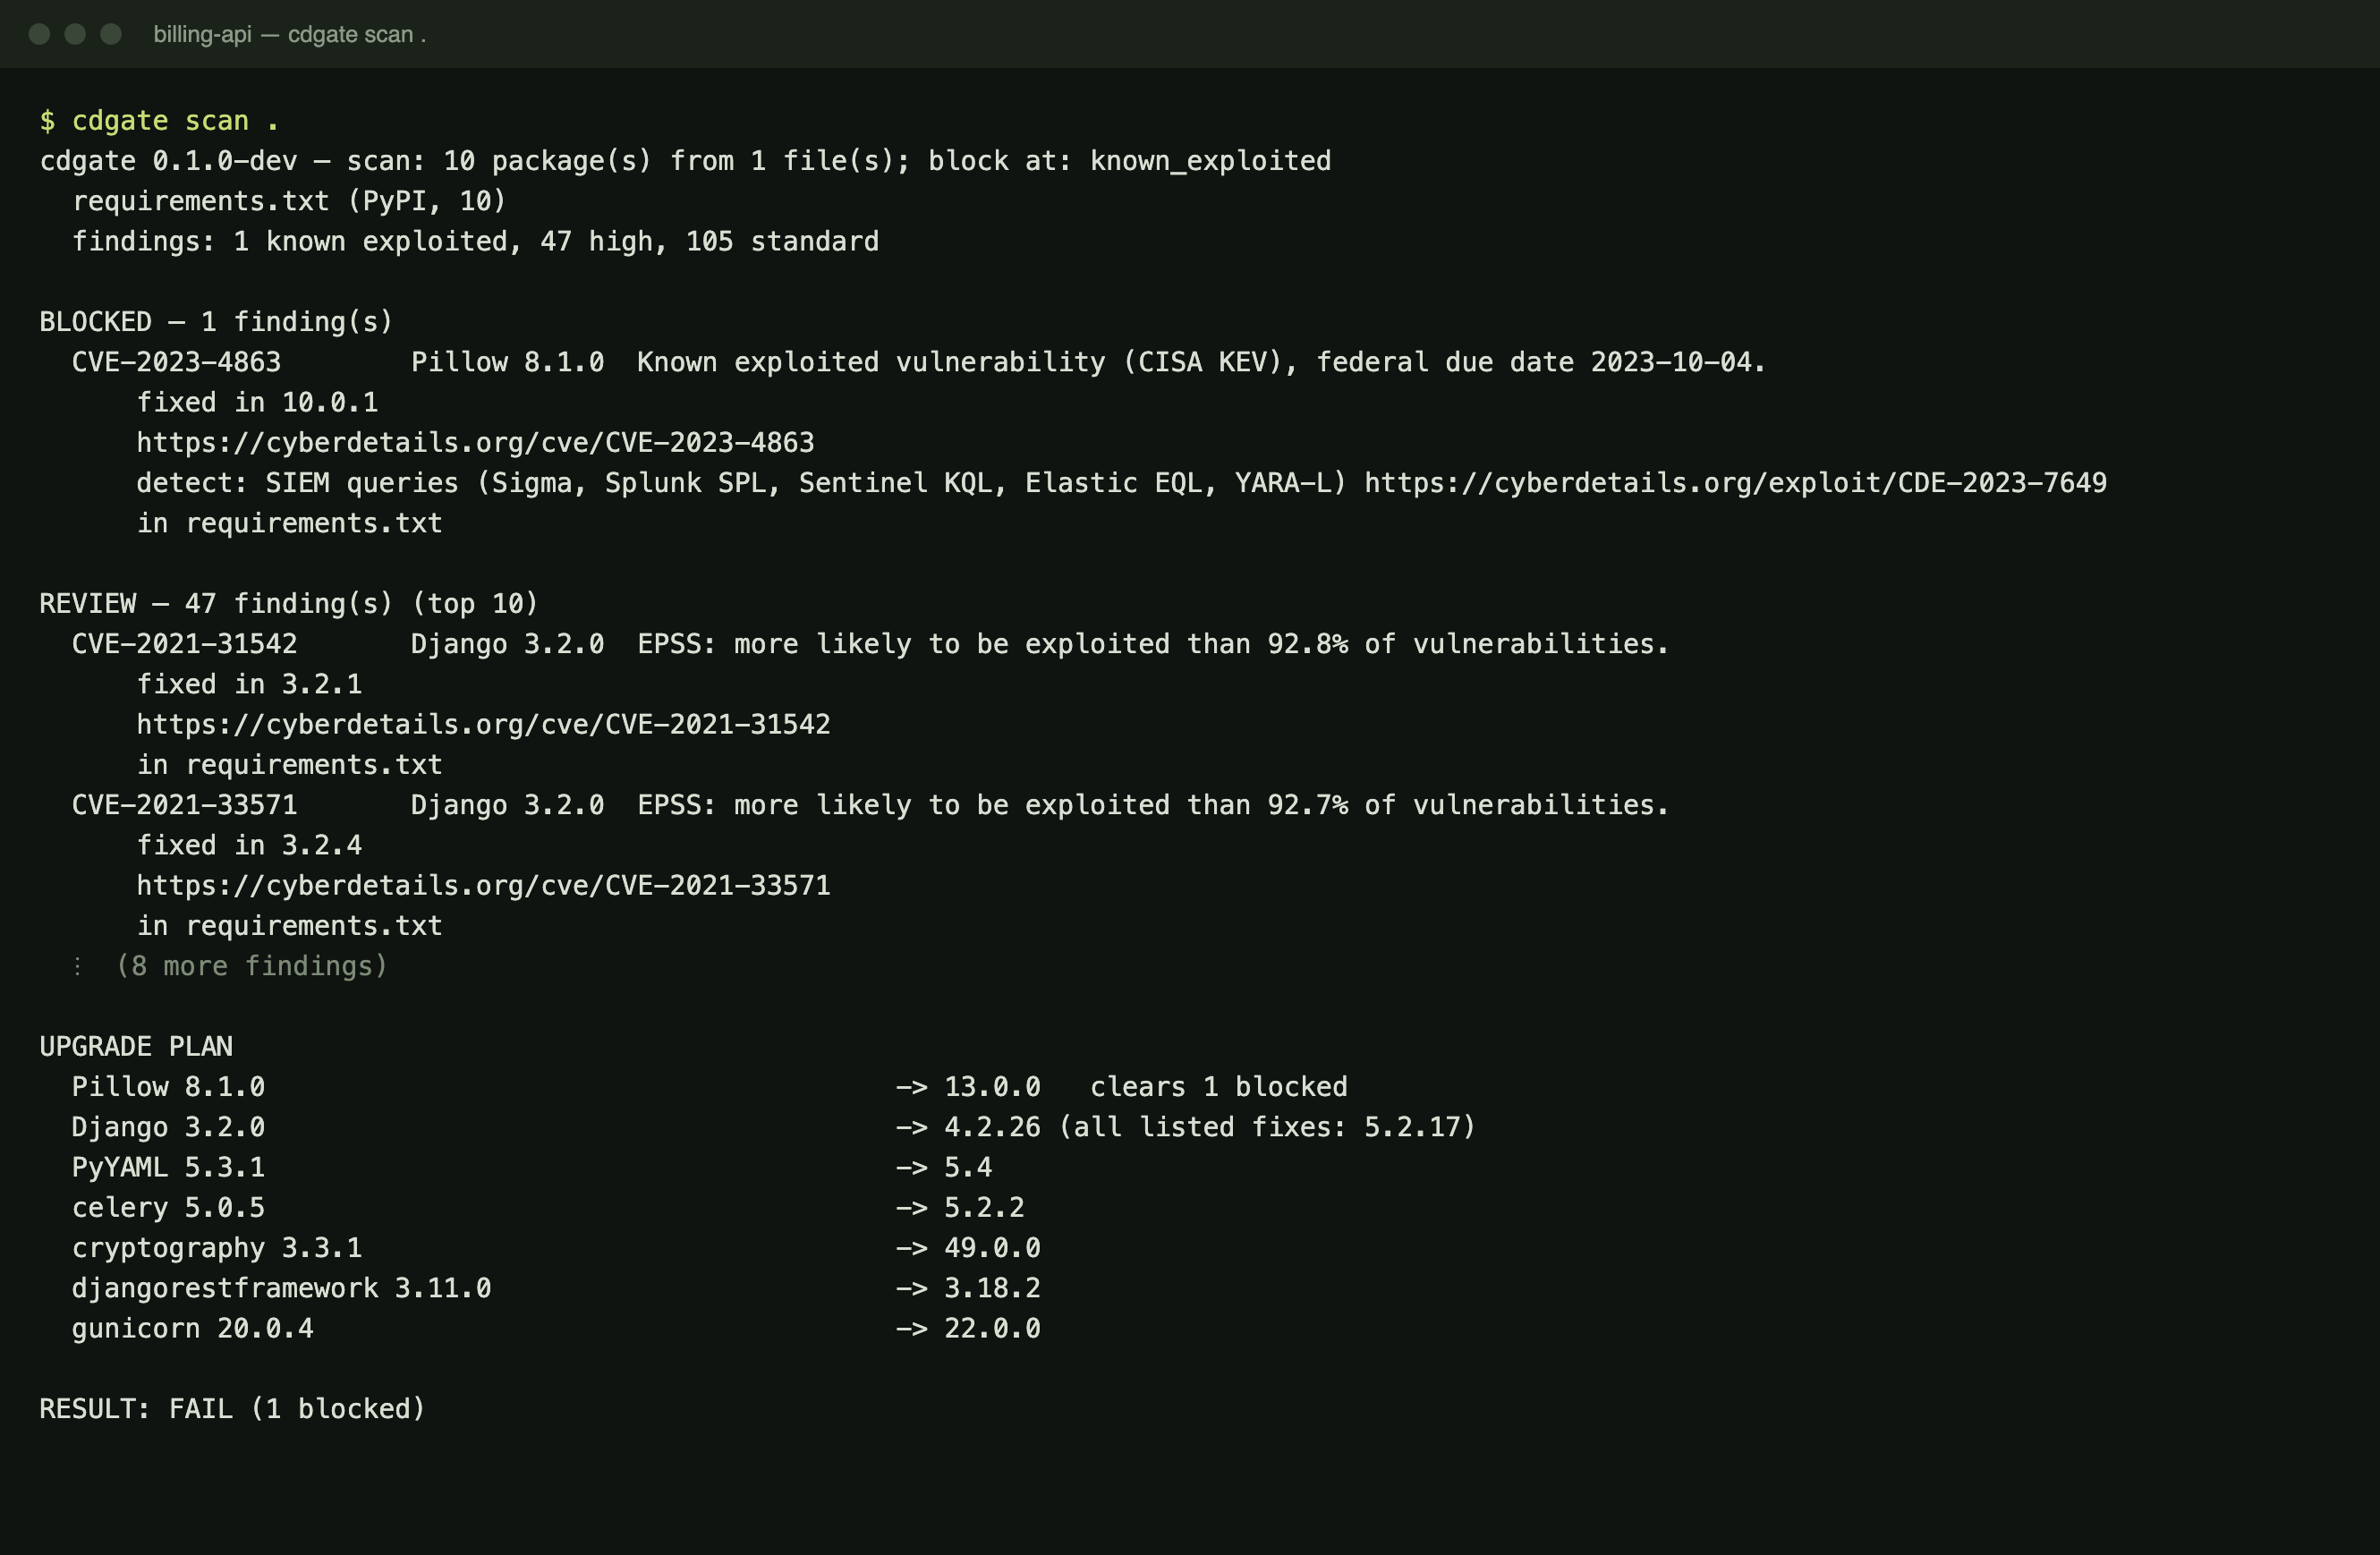 billing-api — cdgate scan .
$ cdgate scan .
cdgate 0.1.0-dev — scan: 10 package(s) from 1 file(s); block at: known_exploited
requirements.txt (PyPI, 10)
findings: 1 known exploited, 47 high, 105 standard
BLOCKED — 1 finding(s)
CVE-2023-4863 Pillow 8.1.0 Known exploited vulnerability (CISA KEV), federal due date 2023-10-04.
fixed in 10.0.1
https://cyberdetails.org/cve/CVE-2023-4863
detect: SIEM queries (Sigma, Splunk SPL, Sentinel KQL, Elastic EQL, YARA-L) https://cyberdetails.org/exploit/CDE-2023-7649
in requirements.txt
REVIEW — 47 finding(s) (top 10)
CVE-2021-31542 Django 3.2.0 EPSS: more likely to be exploited than 92.8% of vulnerabilities.
fixed in 3.2.1
https://cyberdetails.org/cve/CVE-2021-31542
in requirements.txt
CVE-2021-33571 Django 3.2.0 EPSS: more likely to be exploited than 92.7% of vulnerabilities.
fixed in 3.2.4
https://cyberdetails.org/cve/CVE-2021-33571
in requirements.txt
⋮ (8 more findings)
UPGRADE PLAN
Pillow 8.1.0 -> 13.0.0 clears 1 blocked
Django 3.2.0 -> 4.2.26 (all listed fixes: 5.2.17)
PyYAML 5.3.1 -> 5.4
celery 5.0.5 -> 5.2.2
cryptography 3.3.1 -> 49.0.0
djangorestframework 3.11.0 -> 3.18.2
gunicorn 20.0.4 -> 22.0.0
RESULT: FAIL (1 blocked)